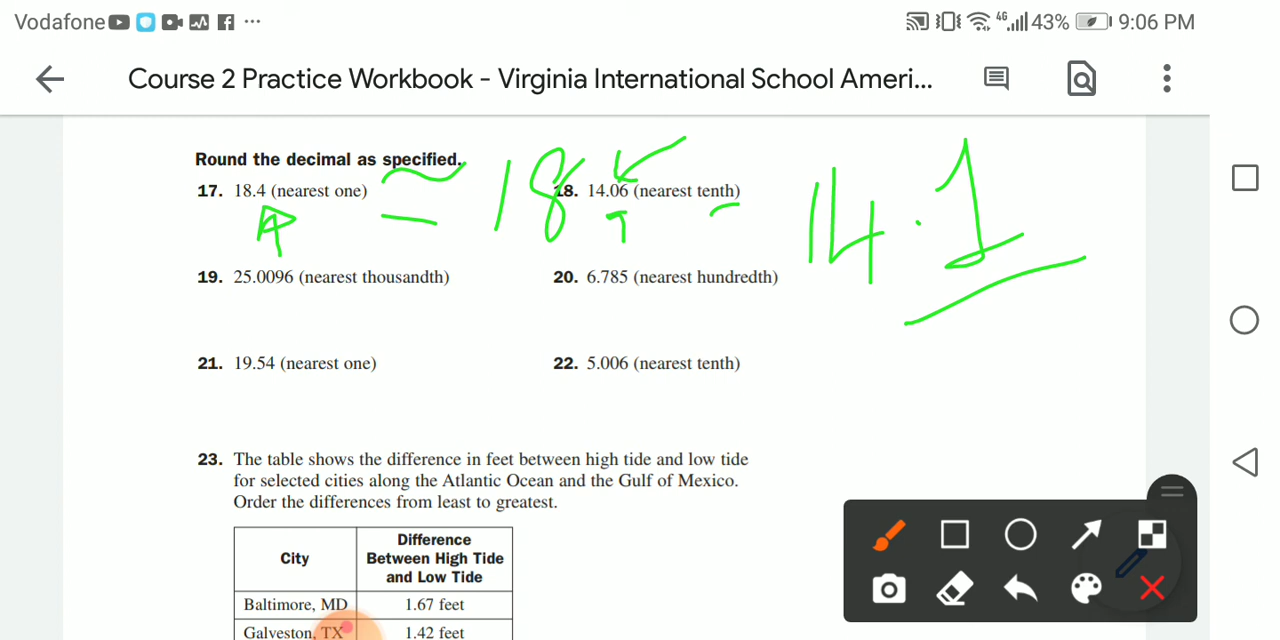 Vodafone 4G 43% 9:06 PM
Course 2 Practice Workbook - Virginia International School Ameri...
Round the decimal as specified.
17. 18.4 (nearest one) – 18
18. 14.06 (nearest tenth) 14.1
19. 25.0096 (nearest thousandth)
20. 6.785 (nearest hundredth)
21. 19.54 (nearest one)
22. 5.006 (nearest tenth)
23. The table shows the difference in feet between high tide and low tide
for selected cities along the Atlantic Ocean and the Gulf of Mexico.
Order the differences from least to greatest.
City
Difference
Between High Tide
and Low Tide
Baltimore, MD 1.67 feet
Galveston, TX 1.42 feet